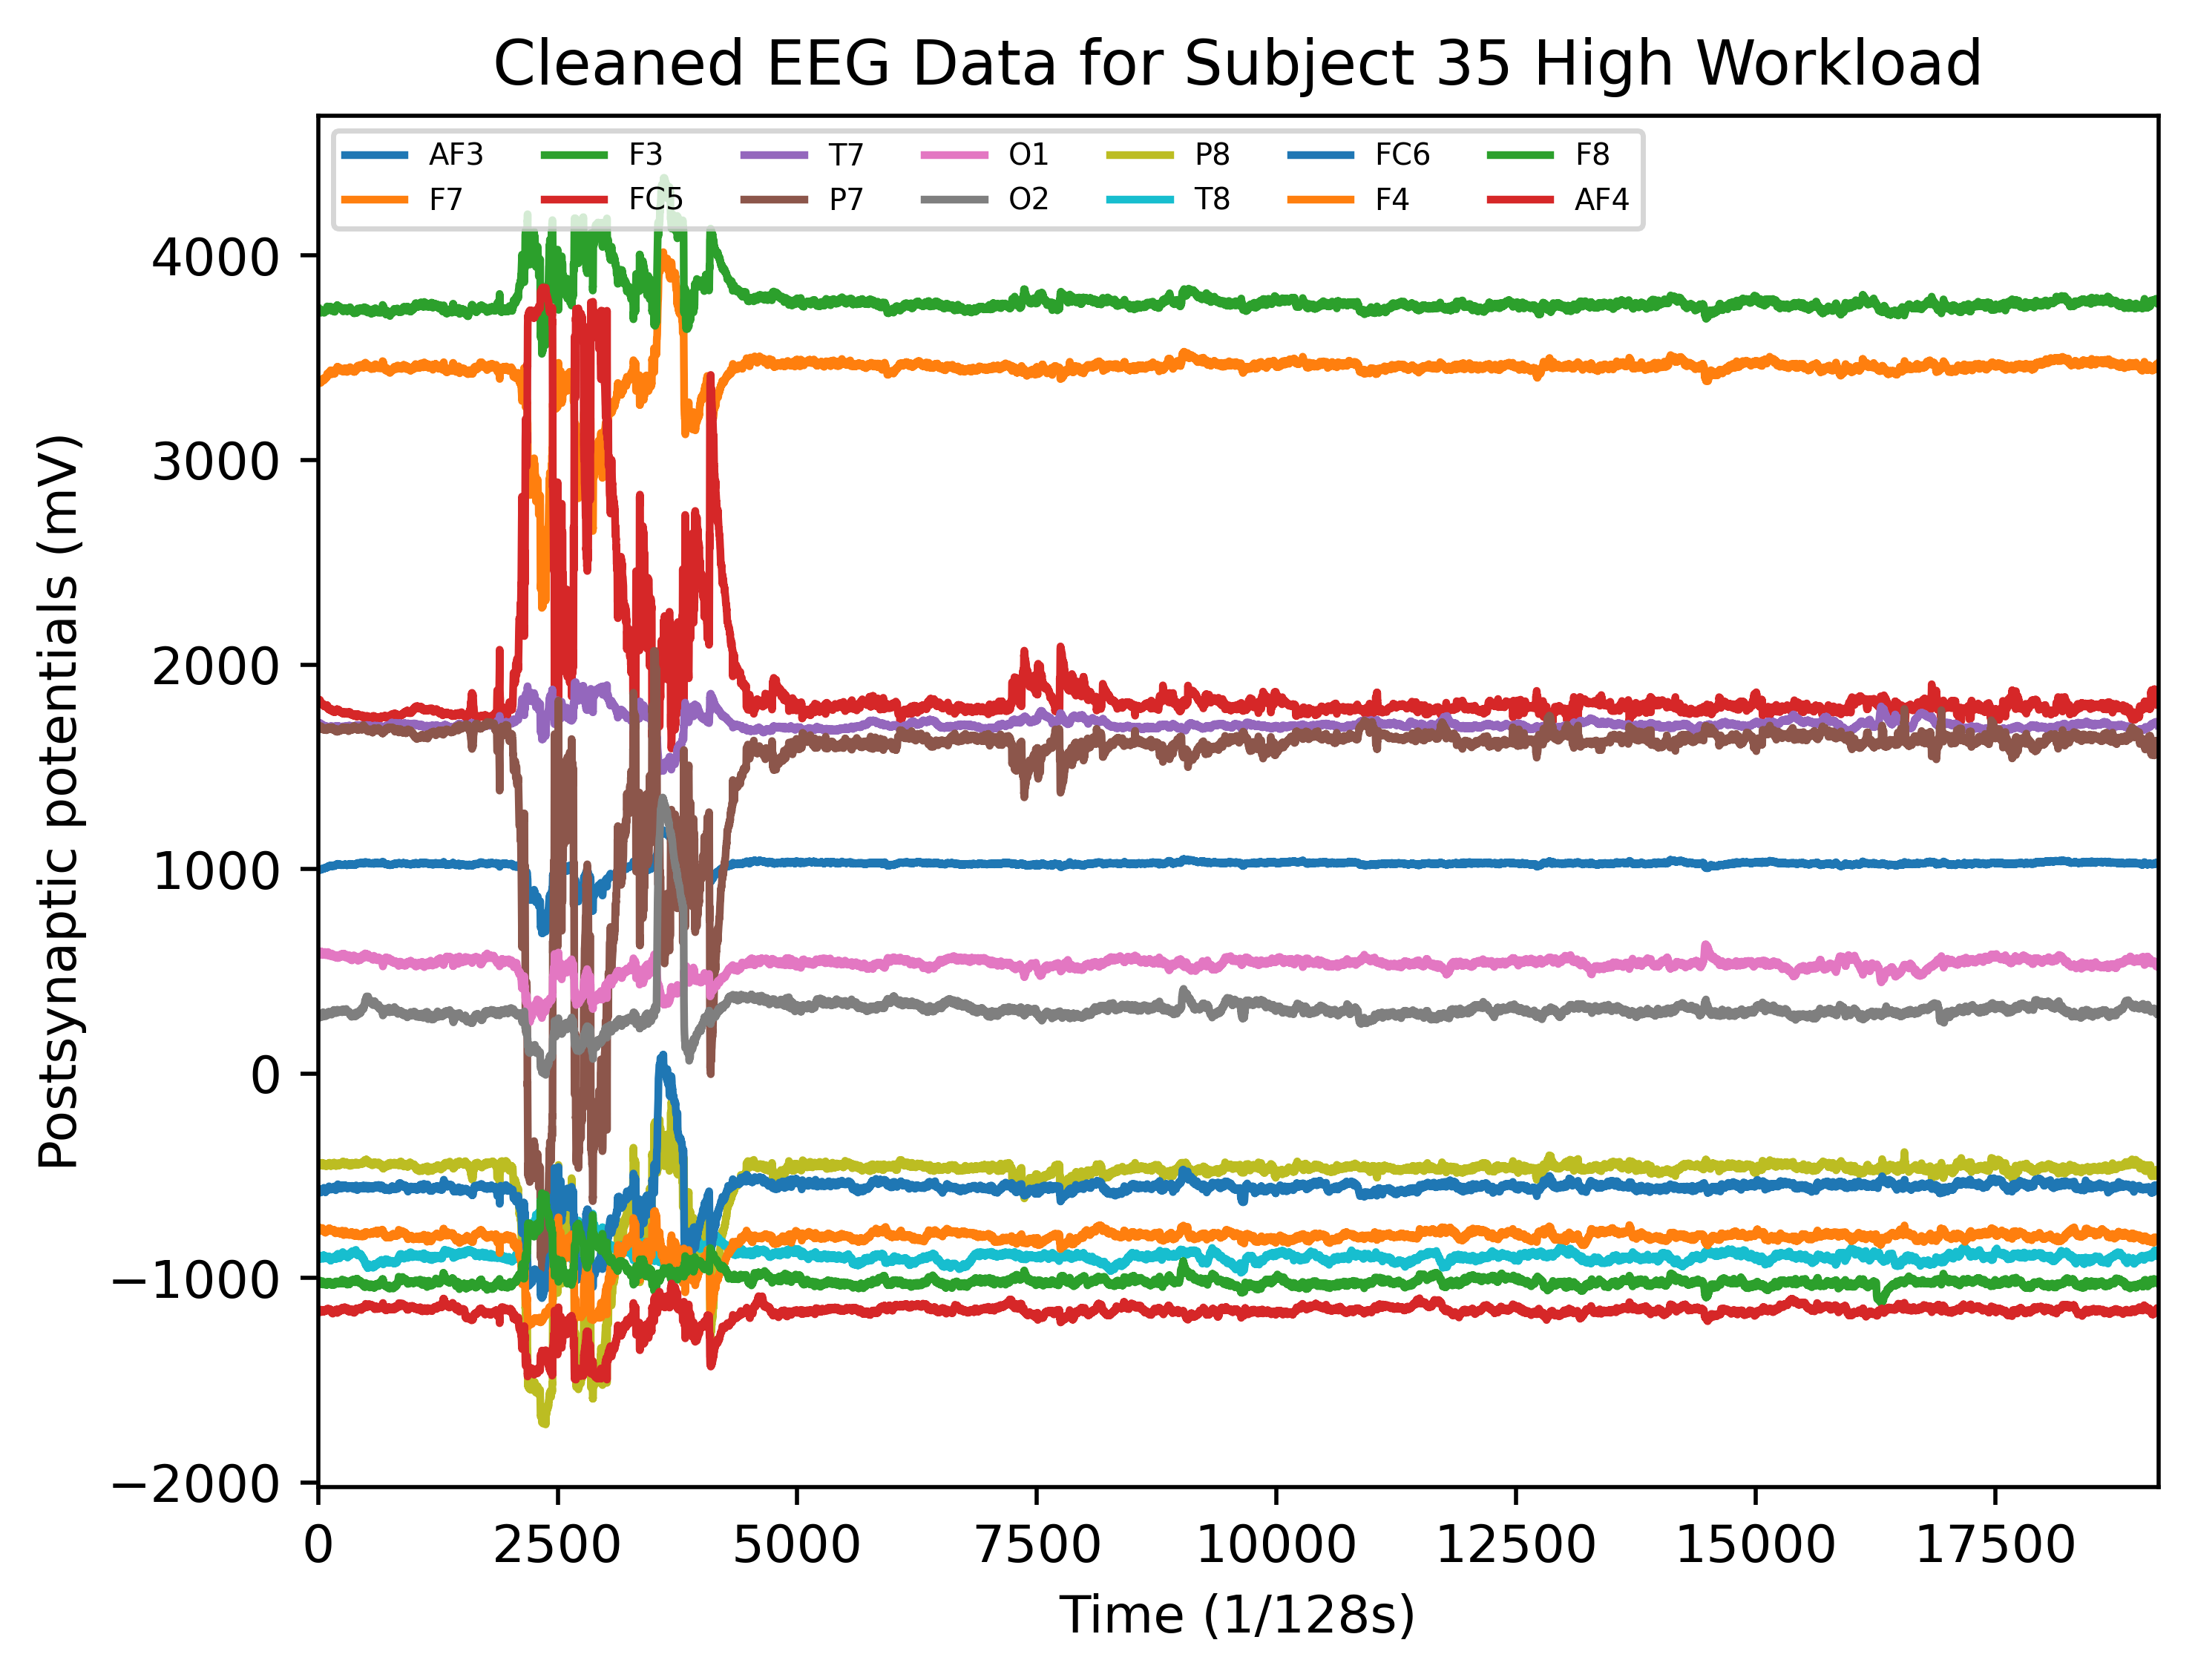 Cleaned EEG Data for Subject 35 High Workload
AF3 F3 T7 O1 P8 FC6 F8
F7 FC5 P7 O2 T8 F4 AF4
Postsynaptic potentials (mV)
4000
3000
2000
1000
0
−1000
−2000
0 2500 5000 7500 10000 12500 15000 17500
Time (1/128s)